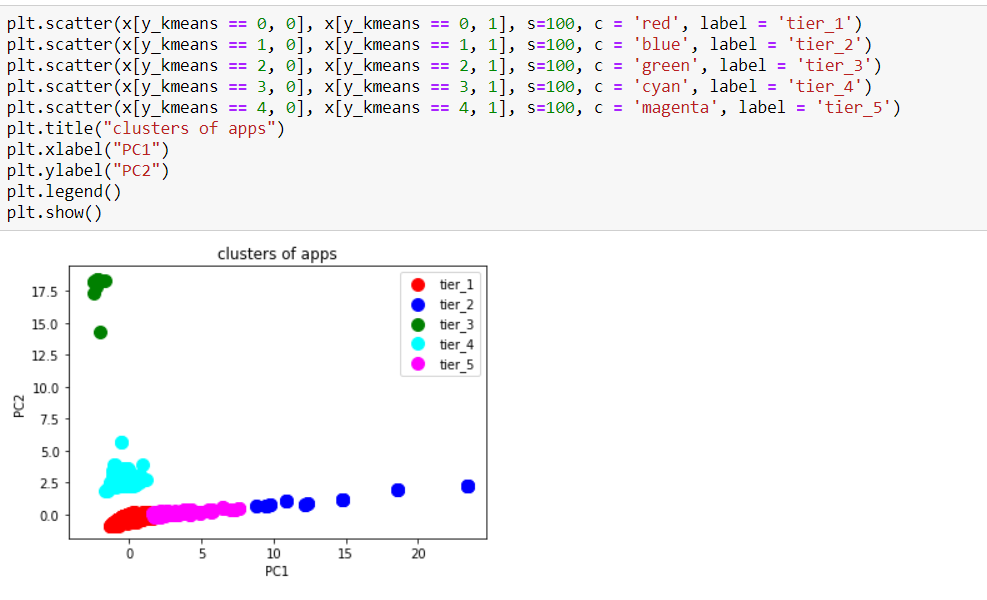 plt.scatter(x[y_kmeans == 0, 0], x[y_kmeans == 0, 1], s=100, c = 'red', label = 'tier_1')
plt.scatter(x[y_kmeans == 1, 0], x[y_kmeans == 1, 1], s=100, c = 'blue', label = 'tier_2')
plt.scatter(x[y_kmeans == 2, 0], x[y_kmeans == 2, 1], s=100, c = 'green', label = 'tier_3')
plt.scatter(x[y_kmeans == 3, 0], x[y_kmeans == 3, 1], s=100, c = 'cyan', label = 'tier_4')
plt.scatter(x[y_kmeans == 4, 0], x[y_kmeans == 4, 1], s=100, c = 'magenta', label = 'tier_5')
plt.title("clusters of apps")
plt.xlabel("PC1")
plt.ylabel("PC2")
plt.legend()
plt.show()
clusters of apps
17.5
15.0
12.5
10.0
7.5
5.0
2.5
0.0
PC2
tier_1
tier_2
tier_3
tier_4
tier_5
0 5 10 15 20
PC1